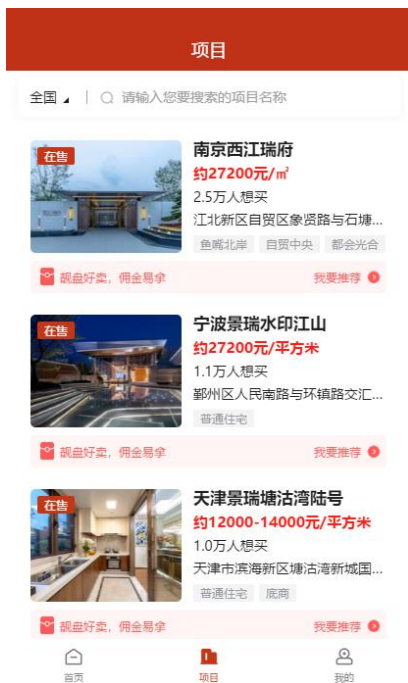 项目
全国
请输入您要搜索的项目名称
在售
南京西江瑞府
约27200元/㎡
2.5万人想买
江北新区自贸区象贤路与石塘...
鱼嘴北岸 自贸中央 都会光合
靓盘好卖，佣金易拿
我要推荐
在售
宁波景瑞水印江山
约27200元/平方米
1.1万人想买
鄞州区人民南路与环镇路交汇...
普通住宅
靓盘好卖，佣金易拿
我要推荐
在售
天津景瑞塘沽湾陆号
约12000-14000元/平方米
1.0万人想买
天津市滨海新区塘沽湾新城国...
普通住宅 底商
靓盘好卖，佣金易拿
我要推荐
首页 项目 我的